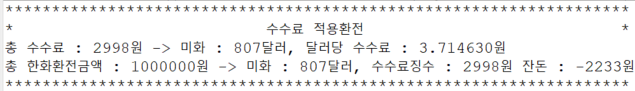 ***********************************************************************
* 수수료 적용환전 *
총 수수료 : 2998원 -> 미화 : 807달러, 달러당 수수료 : 3.714630원
총 한화환전금액 : 1000000원 -> 미화 : 807달러, 수수료징수 : 2998원 잔돈 : -2233원
***********************************************************************